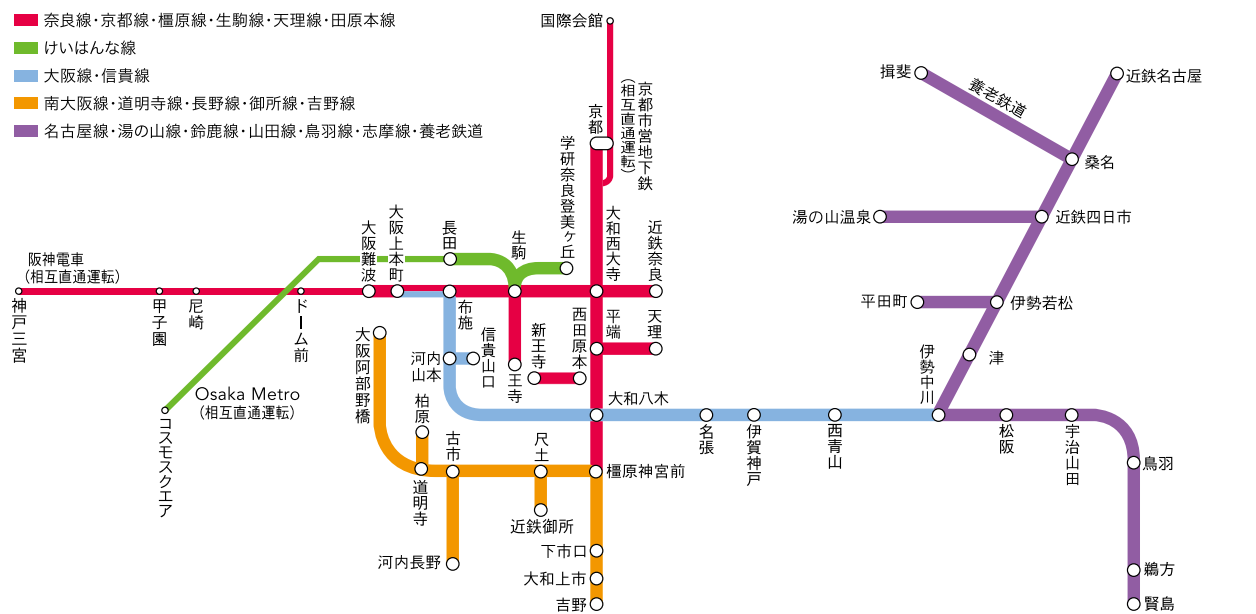 奈良線・京都線・橿原線・生駒線・天理線・田原本線
けいはんな線
大阪線・信貴線
南大阪線・道明寺線・長野線・御所線・吉野線
名古屋線・湯の山線・鈴鹿線・山田線・鳥羽線・志摩線・養老鉄道
国際会館
京都市営地下鉄
（相互直通運転）
京都
学研奈良登美ヶ丘
揖斐
養老鉄道
近鉄名古屋
桑名
湯の山温泉
近鉄四日市
平田町
伊勢若松
津
伊勢中川
阪神電車
（相互直通運転）
神戸三宮
甲子園
尼崎
ドーム前
大阪難波
大阪上本町
長田
生駒
大和西大寺
近鉄奈良
布施
信貴山口
河内山本
新王寺
西田原本
王寺
平端
天理
大阪阿部野橋
Osaka Metro
（相互直通運転）
コスモスクエア
柏原
古市
道明寺
河内長野
尺土
近鉄御所
大和八木
橿原神宮前
下市口
大和上市
吉野
名張
伊賀神戸
西青山
松阪
宇治山田
鳥羽
鵜方
賢島